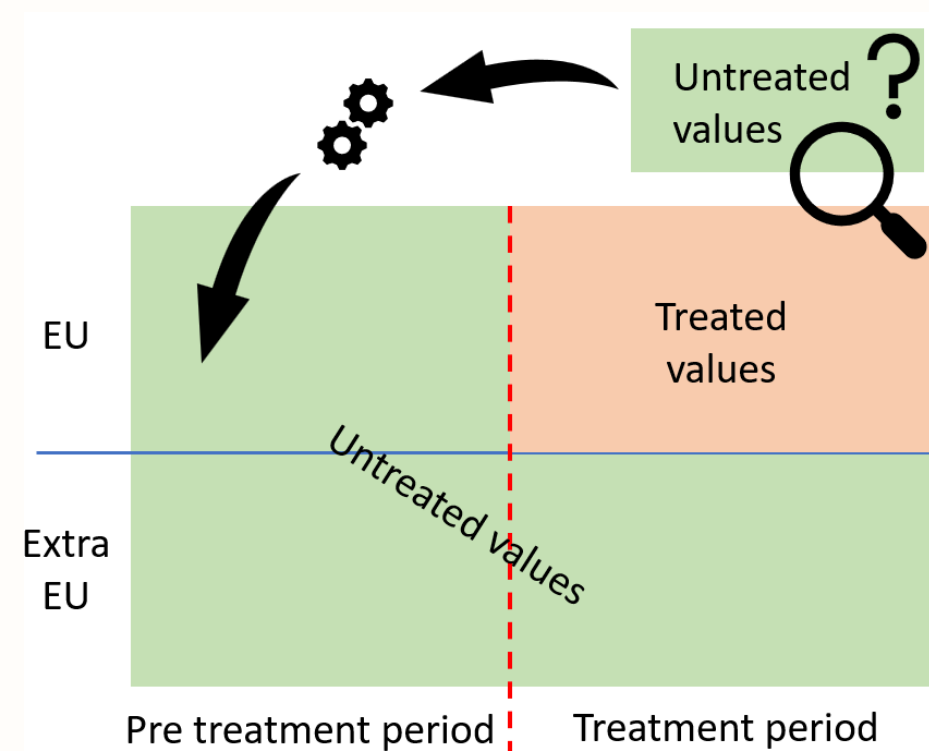 Untreated
values
?
Treated
values
EU
Untreated values
Extra
EU
Pre treatment period
Treatment period